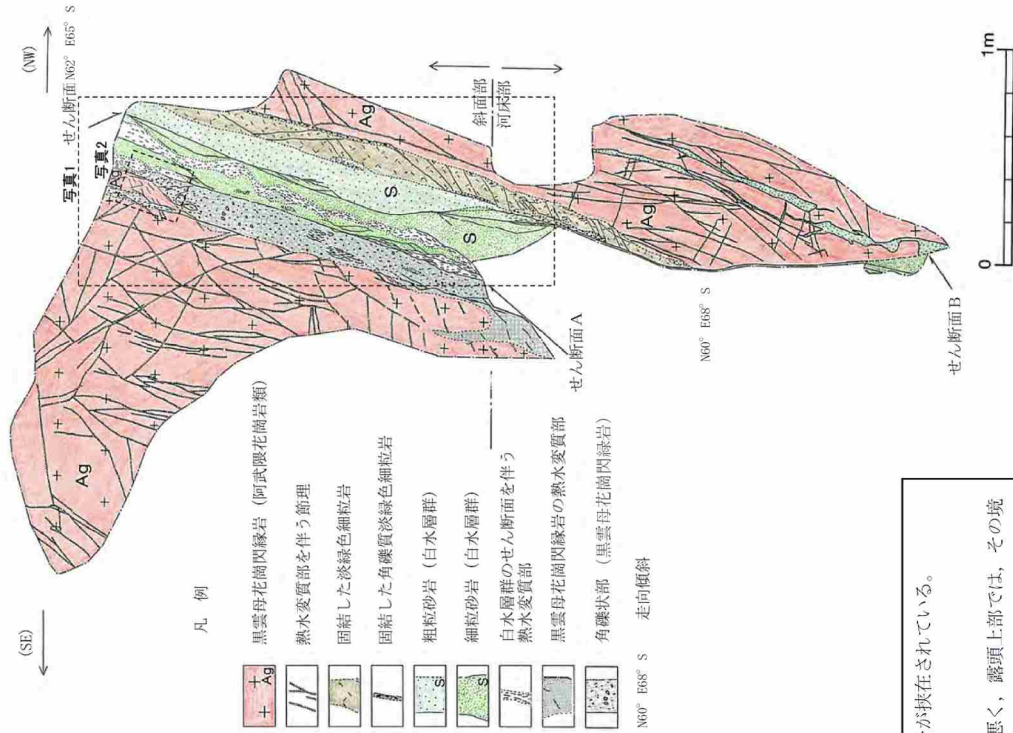 (SE)
(NW)
せん断面 N62° E65° S
写真1
写真2
Ag
Ag
S
S
斜面部
河床部
Ag
せん断面A
N60° E68° S
せん断面B
0
1m
凡 例
Ag
黒雲母花崗閃緑岩（阿武隈花崗岩類）
熱水変質部を伴う節理
固結した淡緑色細粒岩
固結した角礫質淡緑色細粒岩
S
粗粒砂岩（白水層群）
S
細粒砂岩（白水層群）
白水層群のせん断面を伴う
熱水変質部
黒雲母花崗閃緑岩の熱水変質部
角礫状部（黒雲母花崗閃緑岩）
N60° E68° S
走向傾斜
が挟在されている。
悪く，露頭上部では，その境